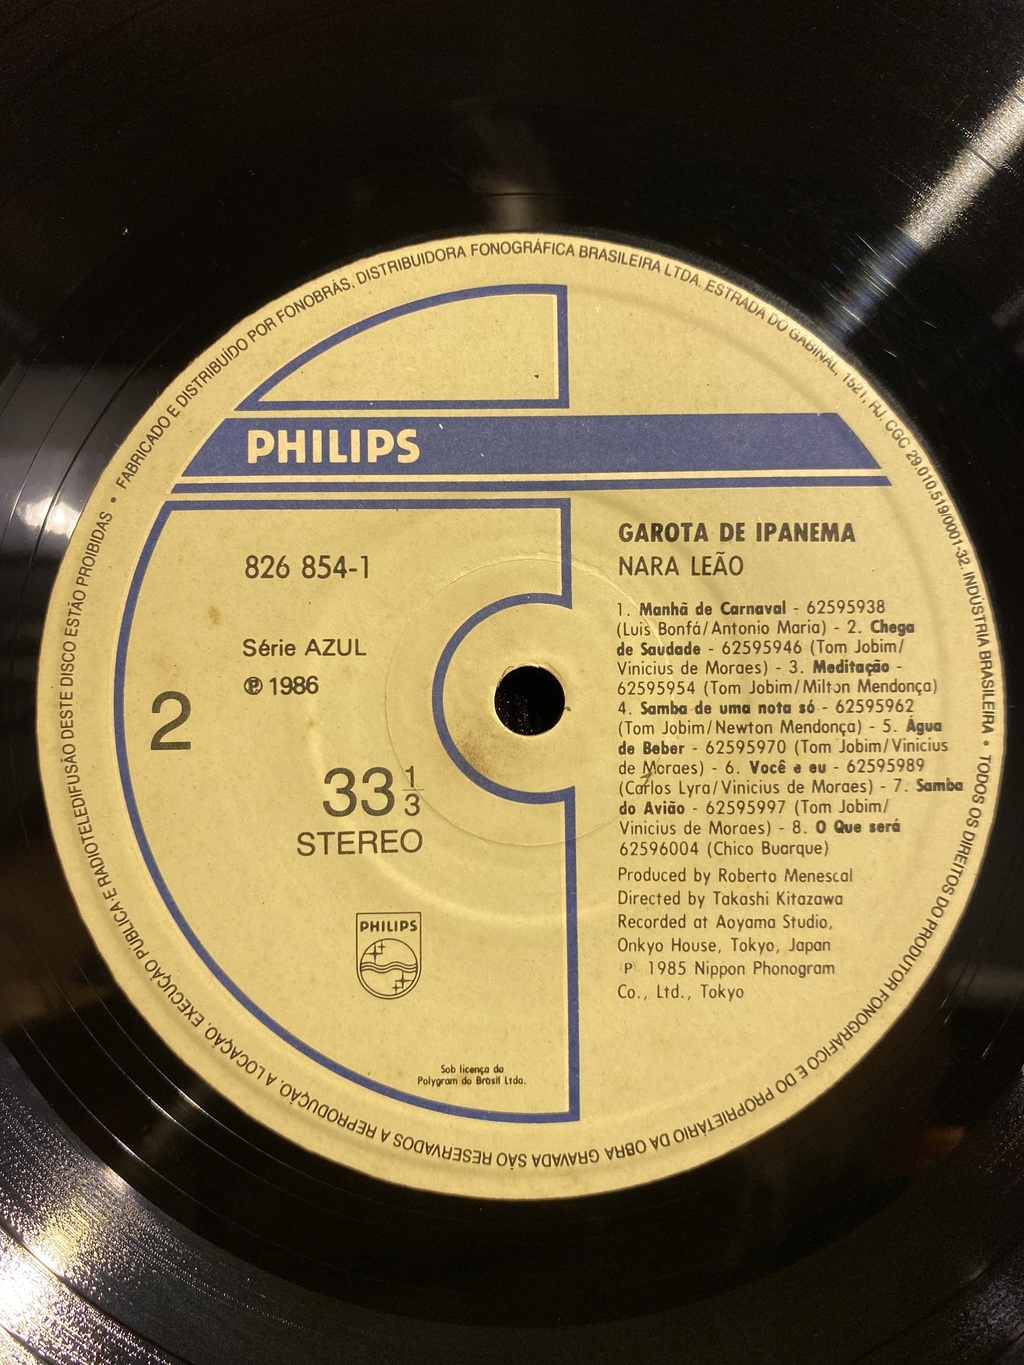 FABRICADO E DISTRIBUÍDO POR FONOBRÁS. DISTRIBUIDORA FONOGRÁFICA BRASILEIRA LTDA. ESTRADA DO GABINAL, 1521, RJ. CGC 29.010.519/0001-32. INDÚSTRIA BRASILEIRA • TODOS OS DIREITOS DO PRODUTOR FONOGRÁFICO E DO PROPRIETÁRIO DA OBRA GRAVADA SÃO RESERVADOS A REPRODUÇÃO. A LOCAÇÃO. EXECUÇÃO PÚBLICA E RADIOTELEDIFUSÃO DESTE DISCO ESTÃO PROIBIDAS •
PHILIPS
826 854-1
Série AZUL
℗ 1986
2
33 1/3
STEREO
PHILIPS
Sob licença da
Polygram do Brasil Ltda.
GAROTA DE IPANEMA
NARA LEÃO
1. Manhã de Carnaval - 62595938
(Luis Bonfá/Antonio Maria) - 2. Chega
de Saudade - 62595946 (Tom Jobim/
Vinicius de Moraes) - 3. Meditação -
62595954 (Tom Jobim/Milton Mendonça)
4. Samba de uma nota só - 62595962
(Tom Jobim/Newton Mendonça) - 5. Água
de Beber - 62595970 (Tom Jobim/Vinicius
de Moraes) - 6. Você e eu - 62595989
(Carlos Lyra/Vinicius de Moraes) - 7. Samba
do Avião - 62595997 (Tom Jobim/
Vinicius de Moraes) - 8. O Que será
62596004 (Chico Buarque)
Produced by Roberto Menescal
Directed by Takashi Kitazawa
Recorded at Aoyama Studio,
Onkyo House, Tokyo, Japan
℗ 1985 Nippon Phonogram
Co., Ltd., Tokyo